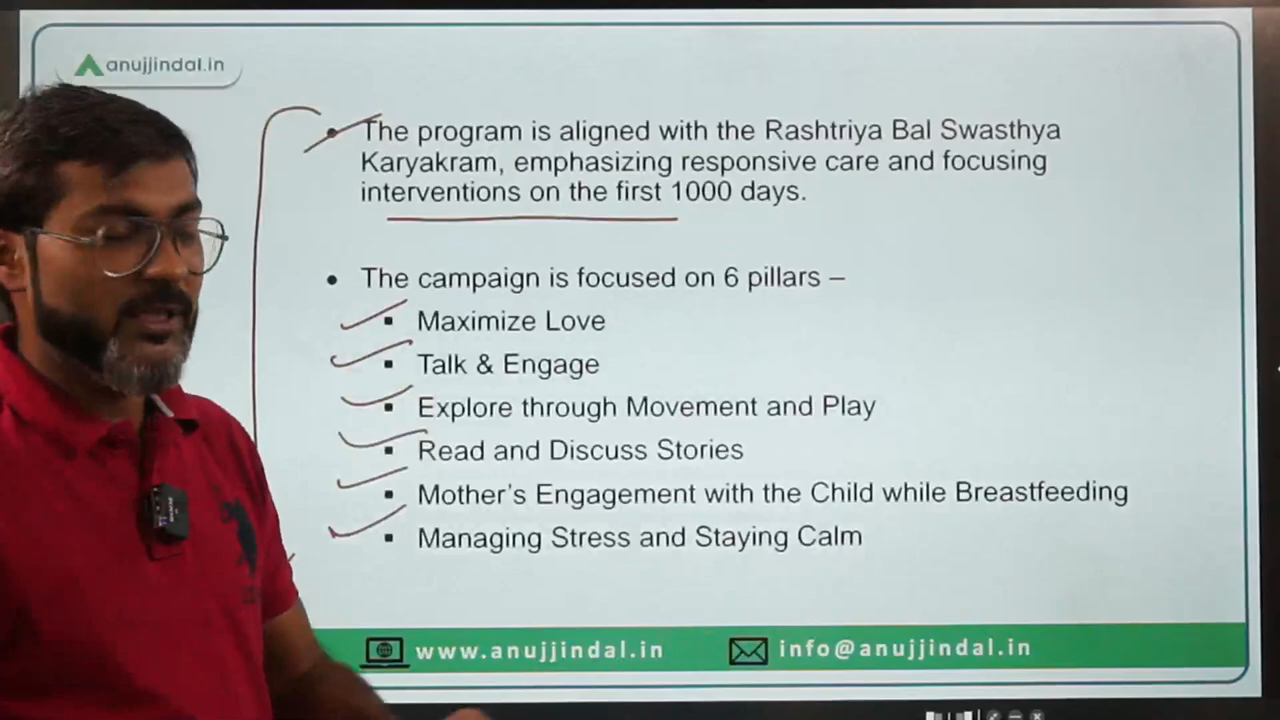 anujjindal.in
• The program is aligned with the Rashtriya Bal Swasthya
Karyakram, emphasizing responsive care and focusing
interventions on the first 1000 days.
• The campaign is focused on 6 pillars –
▪ Maximize Love
▪ Talk & Engage
▪ Explore through Movement and Play
▪ Read and Discuss Stories
▪ Mother's Engagement with the Child while Breastfeeding
▪ Managing Stress and Staying Calm
www.anujjindal.in info@anujjindal.in